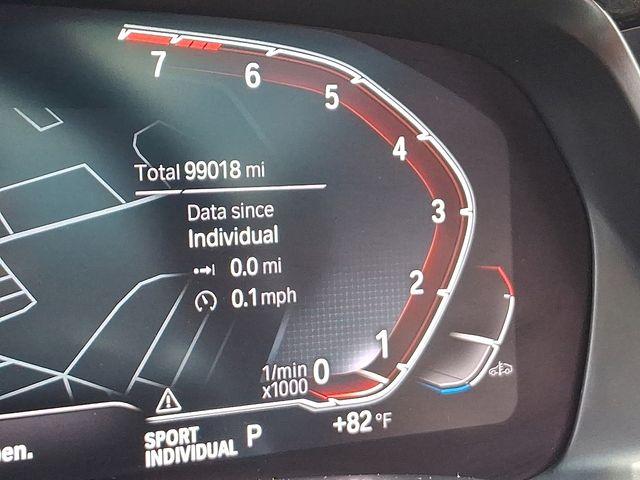 7
6
5
4
3
2
1
0
Total 99018 mi
Data since
Individual
0.0 mi
0.1 mph
1/min
x1000
+82 °F
SPORT
INDIVIDUAL P
en.